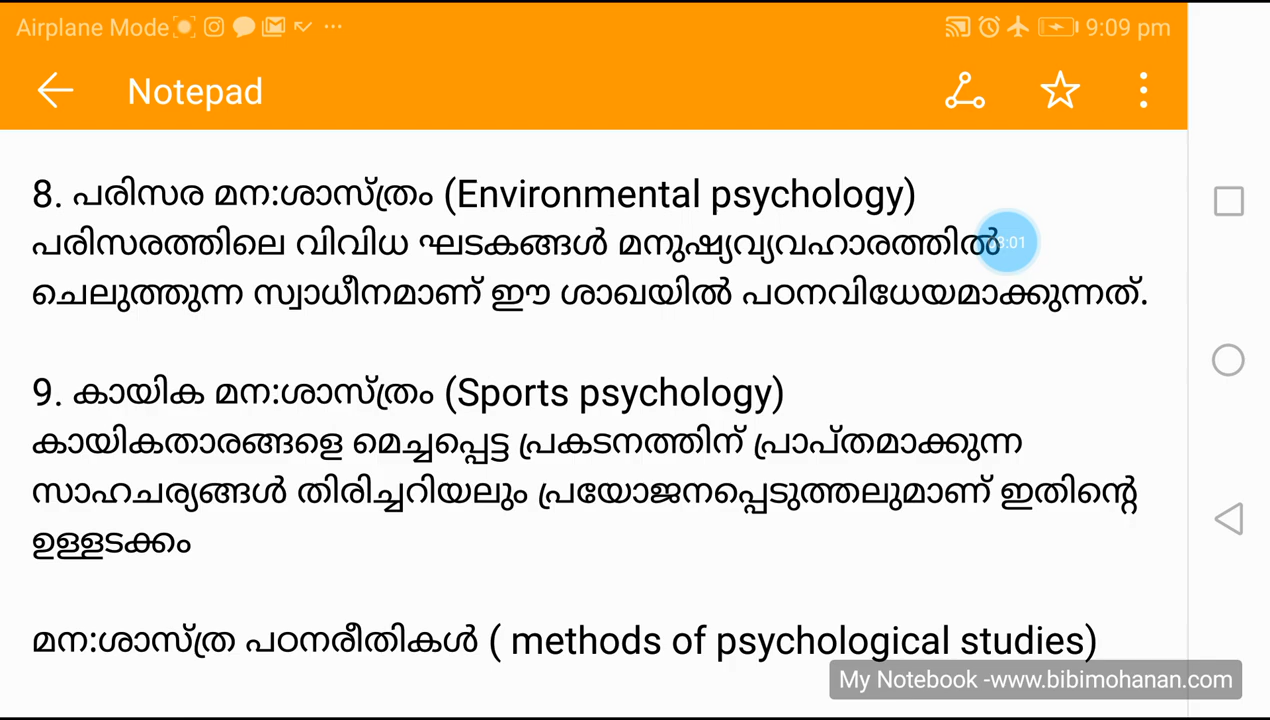 Airplane Mode ... 9:09 pm
Notepad
8. പരിസര മന:ശാസ്ത്രം (Environmental psychology)
പരിസരത്തിലെ വിവിധ ഘടകങ്ങൾ മനുഷ്യവ്യവഹാരത്തിൽ
ചെലുത്തുന്ന സ്വാധീനമാണ് ഈ ശാഖയിൽ പഠനവിധേയമാക്കുന്നത്.
9. കായിക മന:ശാസ്ത്രം (Sports psychology)
കായികതാരങ്ങളെ മെച്ചപ്പെട്ട പ്രകടനത്തിന് പ്രാപ്തമാക്കുന്ന
സാഹചര്യങ്ങൾ തിരിച്ചറിയലും പ്രയോജനപ്പെടുത്തലുമാണ് ഇതിന്റെ
ഉള്ളടക്കം
മന:ശാസ്ത്ര പഠനരീതികൾ ( methods of psychological studies)
My Notebook -www.bibimohanan.com